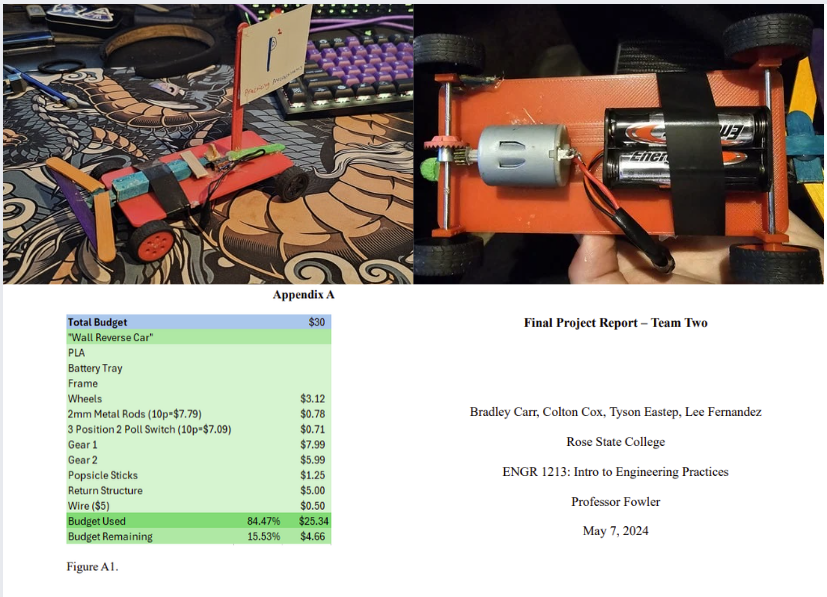 P²
Appendix A
Total Budget $30
"Wall Reverse Car"
PLA
Battery Tray
Frame
Wheels $3.12
2mm Metal Rods (10p=$7.79) $0.78
3 Position 2 Poll Switch (10p=$7.09) $0.71
Gear 1 $7.99
Gear 2 $5.99
Popsicle Sticks $1.25
Return Structure $5.00
Wire ($5) $0.50
Budget Used 84.47% $25.34
Budget Remaining 15.53% $4.66
Figure A1.
Final Project Report – Team Two
Bradley Carr, Colton Cox, Tyson Eastep, Lee Fernandez
Rose State College
ENGR 1213: Intro to Engineering Practices
Professor Fowler
May 7, 2024